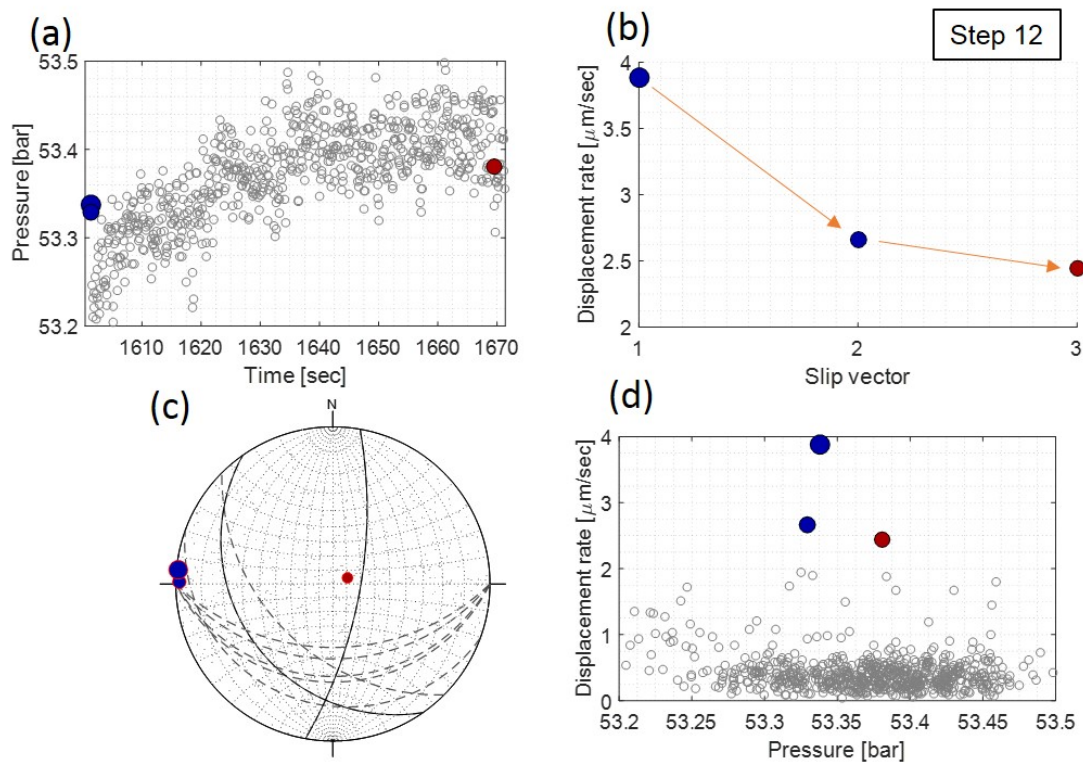 (a)
53.5
53.4
53.3
53.2
Pressure [bar]
1610 1620 1630 1640 1650 1660 1670
Time [sec]
(b)
Step 12
4
3.5
3
2.5
2
Displacement rate [μm/sec]
1 2 3
Slip vector
(c)
N
(d)
4
3
2
1
0
Displacement rate [μm/sec]
53.2 53.25 53.3 53.35 53.4 53.45 53.5
Pressure [bar]